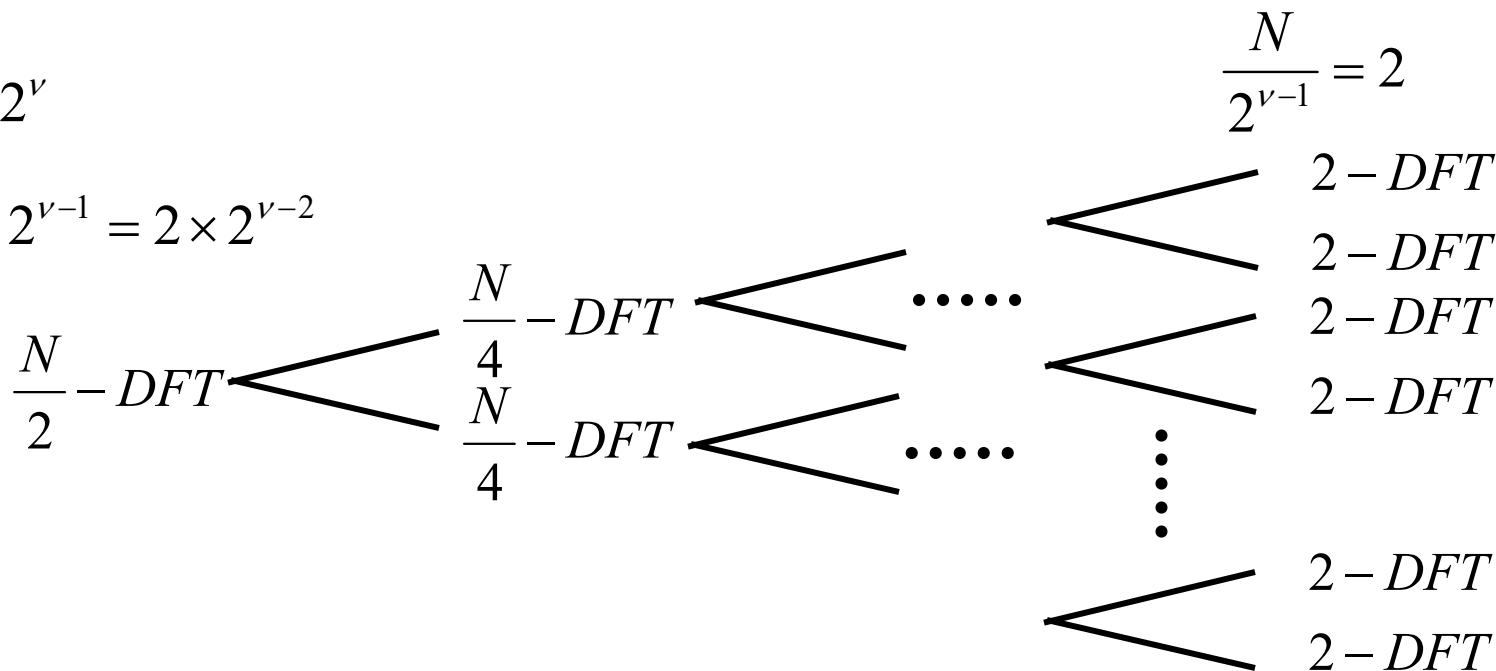 2^ν
N/2^{ν−1} = 2
2^{ν−1} = 2 × 2^{ν−2}
2 − DFT
2 − DFT
N/4 − DFT
2 − DFT
N/2 − DFT
2 − DFT
N/4 − DFT
2 − DFT
2 − DFT